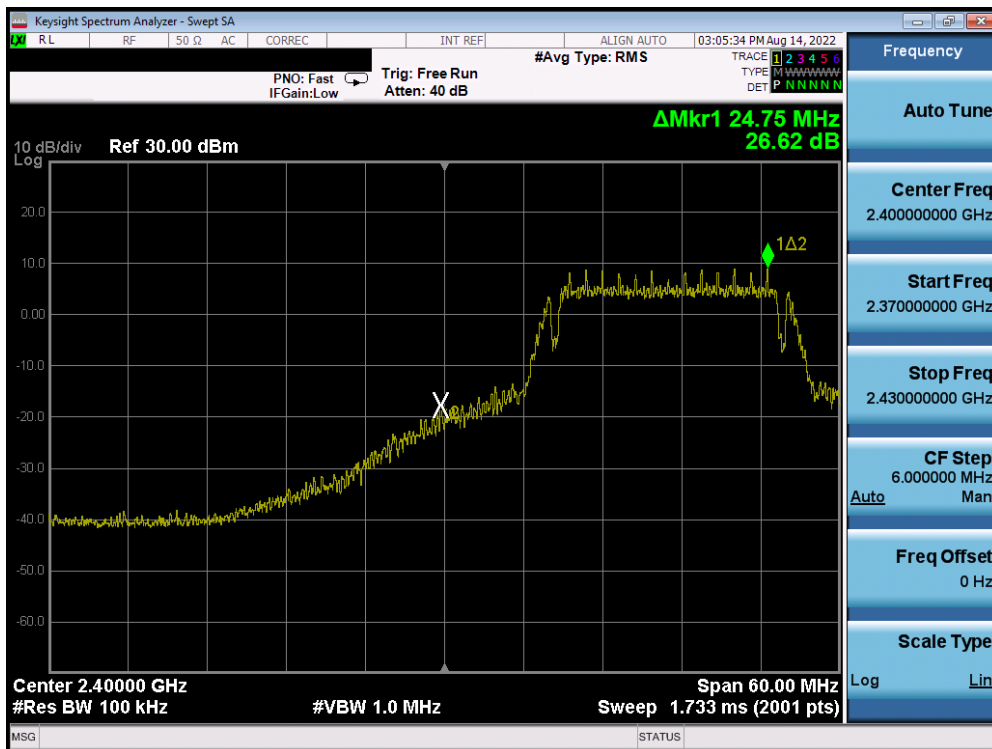 Keysight Spectrum Analyzer - Swept SA
LXI RL RF 50 Ω AC CORREC INT REF ALIGN AUTO 03:05:34 PM Aug 14, 2022
#Avg Type: RMS TRACE 1 2 3 4 5 6
PNO: Fast Trig: Free Run TYPE M WWWWW
IFGain:Low Atten: 40 dB DET P N N N N N
ΔMkr1 24.75 MHz
26.62 dB
10 dB/div Ref 30.00 dBm
Log
20.0
10.0
1Δ2
0.00
-10.0
-20.0
2
-30.0
-40.0
-50.0
-60.0
Center 2.40000 GHz Span 60.00 MHz
#Res BW 100 kHz #VBW 1.0 MHz Sweep 1.733 ms (2001 pts)
MSG STATUS
Frequency
Auto Tune
Center Freq
2.400000000 GHz
Start Freq
2.370000000 GHz
Stop Freq
2.430000000 GHz
CF Step
6.000000 MHz
Auto Man
Freq Offset
0 Hz
Scale Type
Log Lin